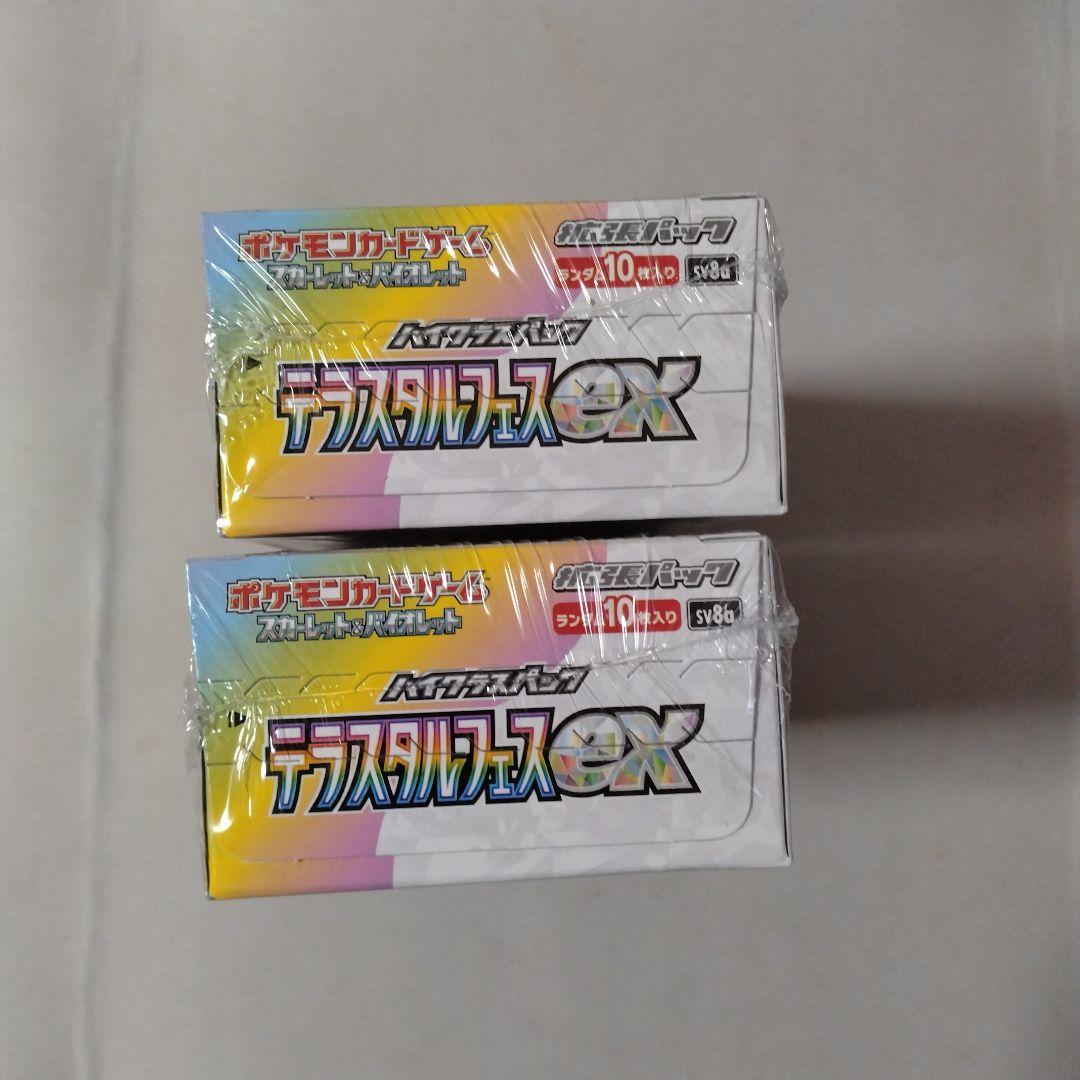 ポケモンカードゲーム
スカーレット&バイオレット
拡張パック
ランダム10枚入り
sv8a
ハイクラスパック
テラスタルフェスex
ポケモンカードゲーム
スカーレット&バイオレット
拡張パック
ランダム10枚入り
sv8a
ハイクラスパック
テラスタルフェスex